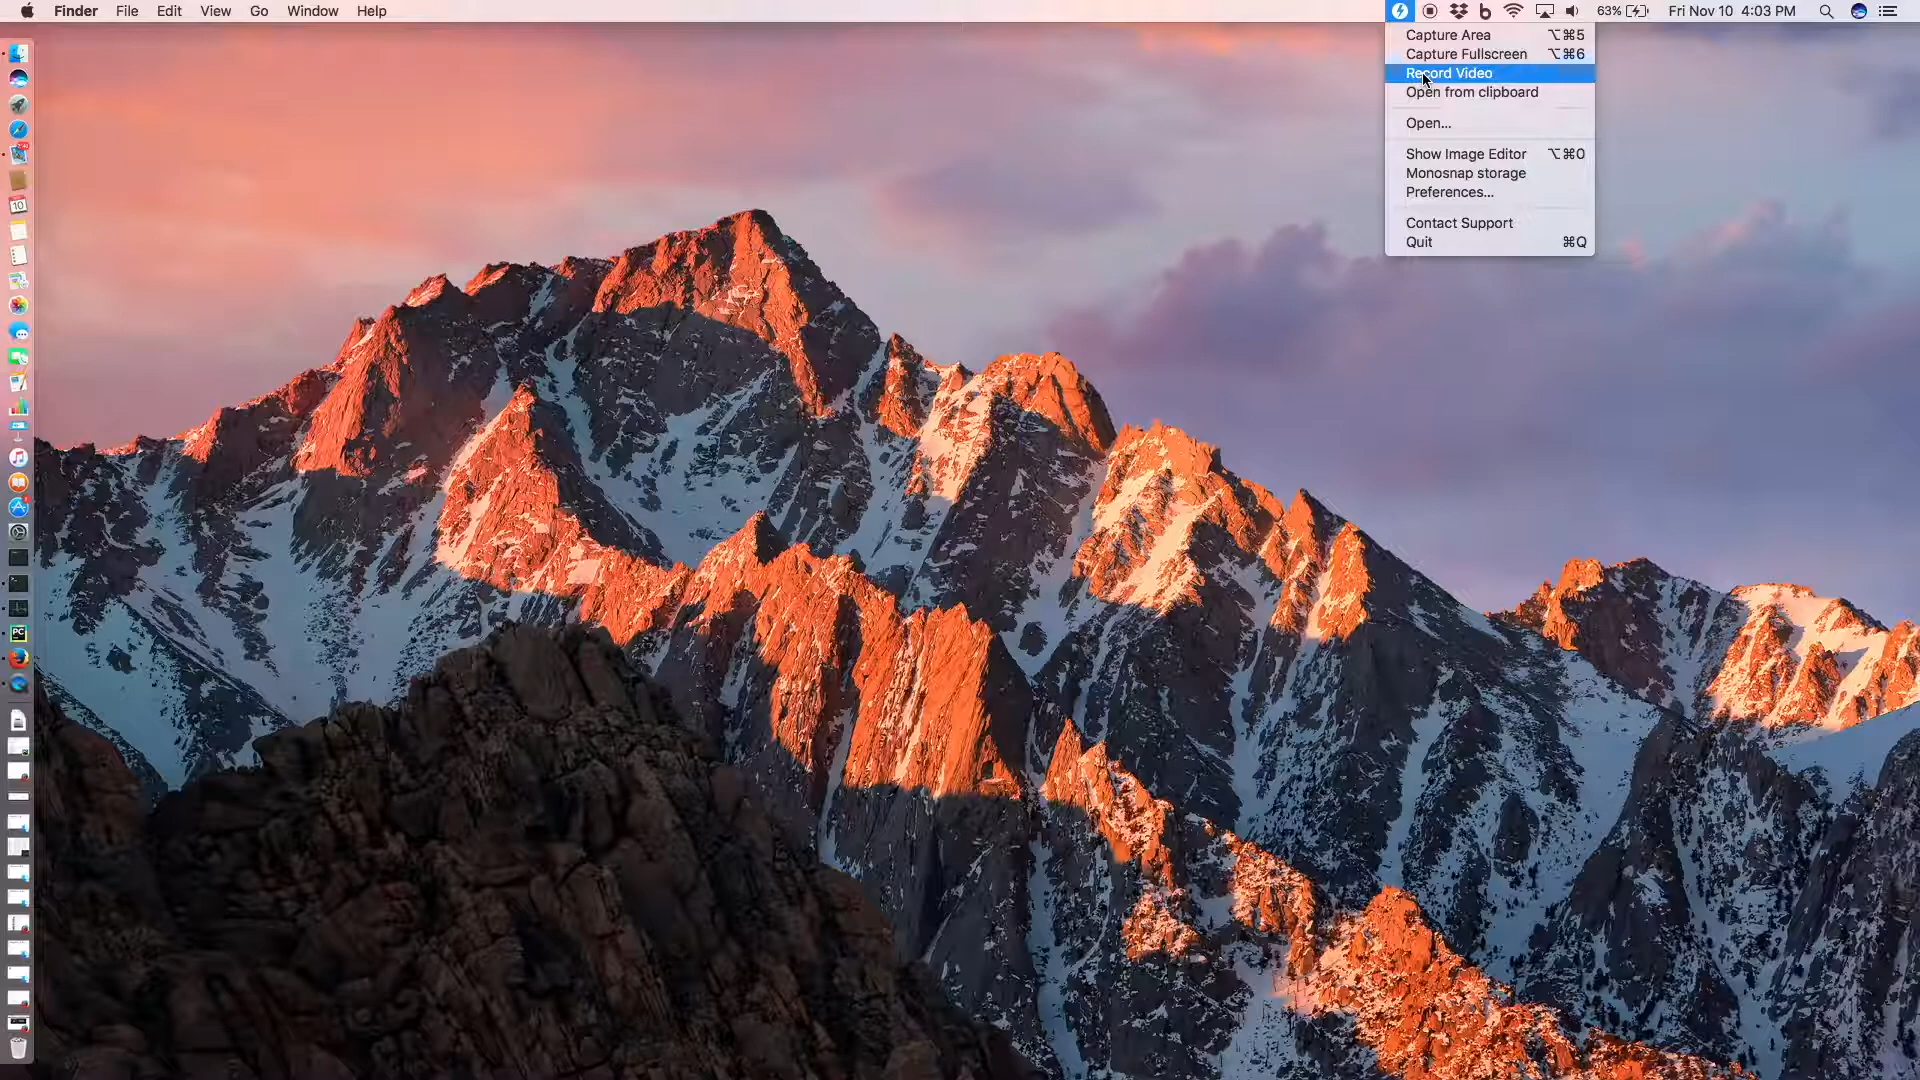 Finder File Edit View Go Window Help 63% Fri Nov 10 4:03 PM
Capture Area ⌥⌘5
Capture Fullscreen ⌥⌘6
Record Video
Open from clipboard
Open...
Show Image Editor ⌥⌘0
Monosnap storage
Preferences...
Contact Support
Quit ⌘Q
10
PC